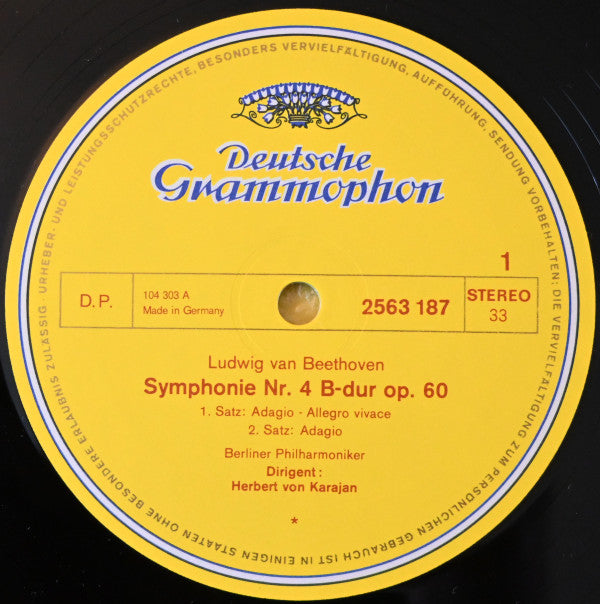 URHEBER- UND LEISTUNGSSCHUTZRECHTE, BESONDERS VERVIELFÄLTIGUNG, AUFFÜHRUNG, SENDUNG VORBEHALTEN; DIE VERVIELFÄLTIGUNG ZUM PERSÖNLICHEN GEBRAUCH IST IN EINIGEN STAATEN OHNE BESONDERE ERLAUBNIS ZULÄSSIG ·
Deutsche
Grammophon
1
D. P.
104 303 A
Made in Germany
2563 187
STEREO
33
Ludwig van Beethoven
Symphonie Nr. 4 B-dur op. 60
1. Satz: Adagio - Allegro vivace
2. Satz: Adagio
Berliner Philharmoniker
Dirigent:
Herbert von Karajan
*